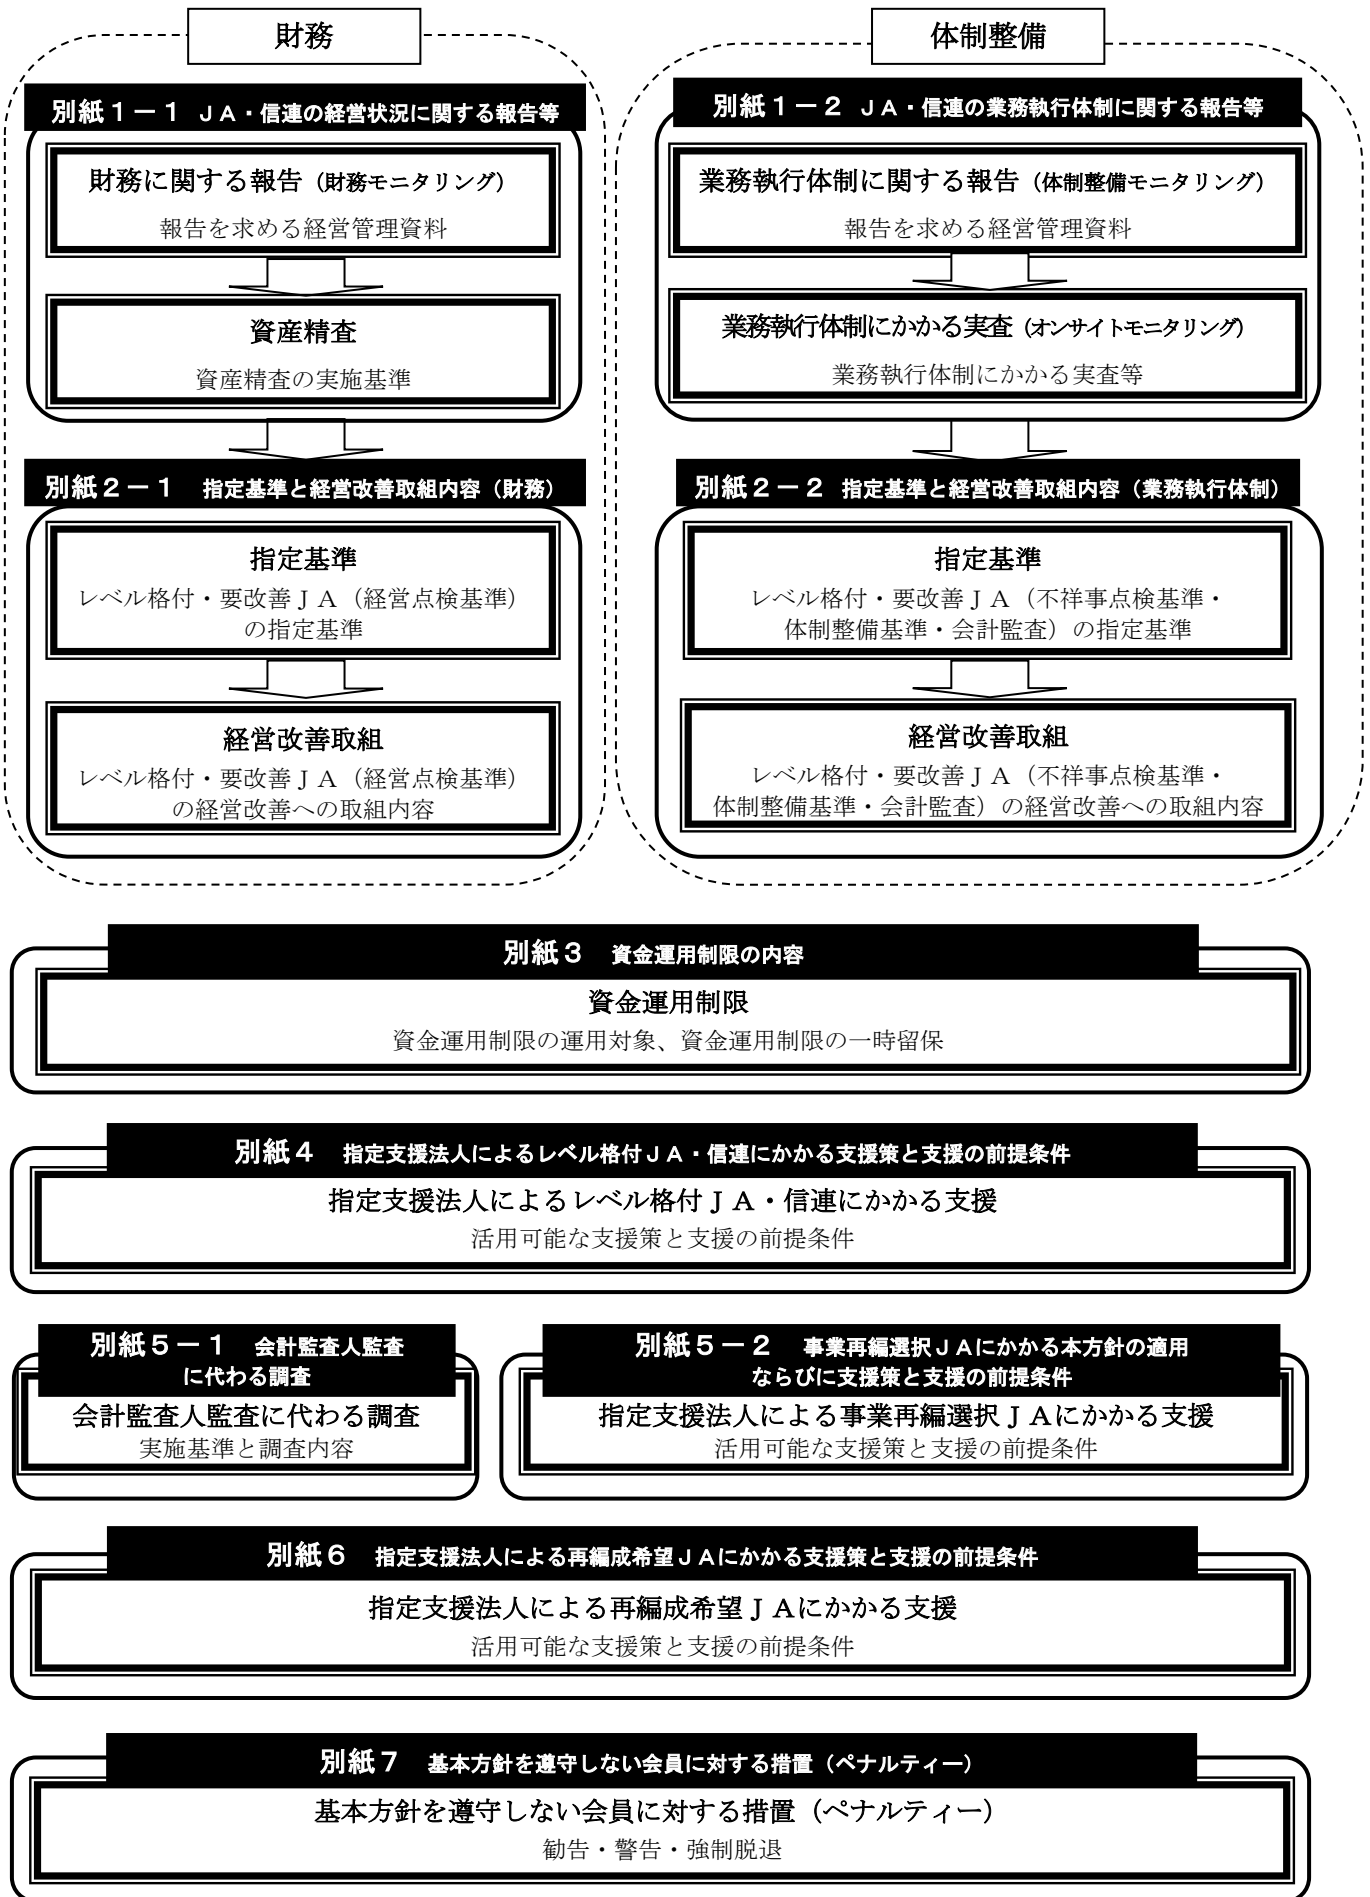 財務
別紙1-1 JA・信連の経営状況に関する報告等
財務に関する報告(財務モニタリング)
報告を求める経営管理資料
資産精査
資産精査の実施基準
別紙2-1 指定基準と経営改善取組内容(財務)
指定基準
レベル格付・要改善JA(経営点検基準)
の指定基準
経営改善取組
レベル格付・要改善JA(経営点検基準)
の経営改善への取組内容
体制整備
別紙1-2 JA・信連の業務執行体制に関する報告等
業務執行体制に関する報告(体制整備モニタリング)
報告を求める経営管理資料
業務執行体制にかかる実査(オンサイトモニタリング)
業務執行体制にかかる実査等
別紙2-2 指定基準と経営改善取組内容(業務執行体制)
指定基準
レベル格付・要改善JA(不祥事点検基準・
体制整備基準・会計監査)の指定基準
経営改善取組
レベル格付・要改善JA(不祥事点検基準・
体制整備基準・会計監査)の経営改善への取組内容
別紙3 資金運用制限の内容
資金運用制限
資金運用制限の運用対象、資金運用制限の一時留保
別紙4 指定支援法人によるレベル格付JA・信連にかかる支援策と支援の前提条件
指定支援法人によるレベル格付JA・信連にかかる支援
活用可能な支援策と支援の前提条件
別紙5-1 会計監査人監査
に代わる調査
会計監査人監査に代わる調査
実施基準と調査内容
別紙5-2 事業再編選択JAにかかる本方針の適用
ならびに支援策と支援の前提条件
指定支援法人による事業再編選択JAにかかる支援
活用可能な支援策と支援の前提条件
別紙6 指定支援法人による再編成希望JAにかかる支援策と支援の前提条件
指定支援法人による再編成希望JAにかかる支援
活用可能な支援策と支援の前提条件
別紙7 基本方針を遵守しない会員に対する措置(ペナルティー)
基本方針を遵守しない会員に対する措置(ペナルティー)
勧告・警告・強制脱退